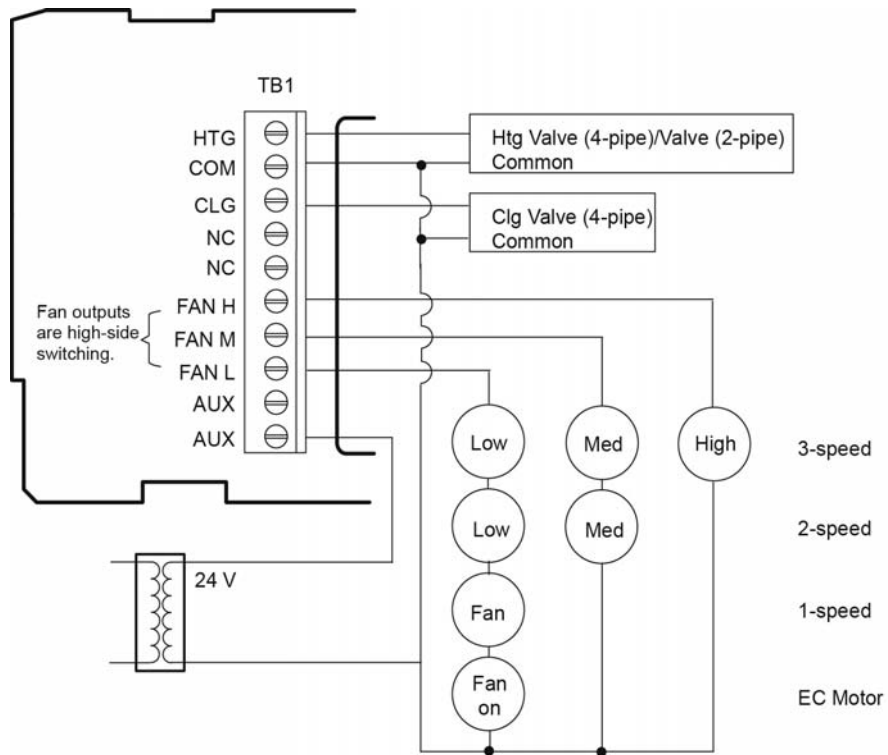 TB1
HTG
COM
CLG
NC
NC
FAN H
FAN M
FAN L
AUX
AUX
Fan outputs
are high-side
switching.
Htg Valve (4-pipe)/Valve (2-pipe)
Common
Clg Valve (4-pipe)
Common
Low
Med
High
3-speed
Low
Med
2-speed
Fan
1-speed
Fan
on
EC Motor
24 V